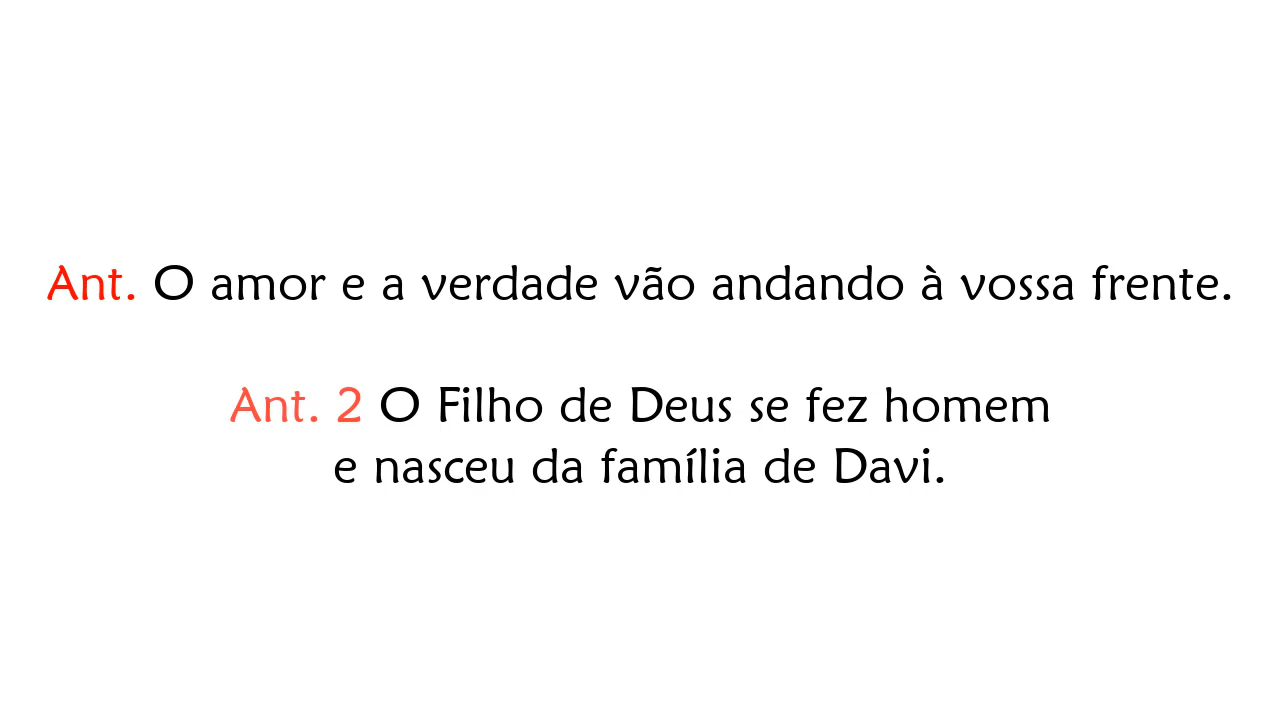 Ant. O amor e a verdade vão andando à vossa frente.
Ant. 2 O Filho de Deus se fez homem
e nasceu da família de Davi.